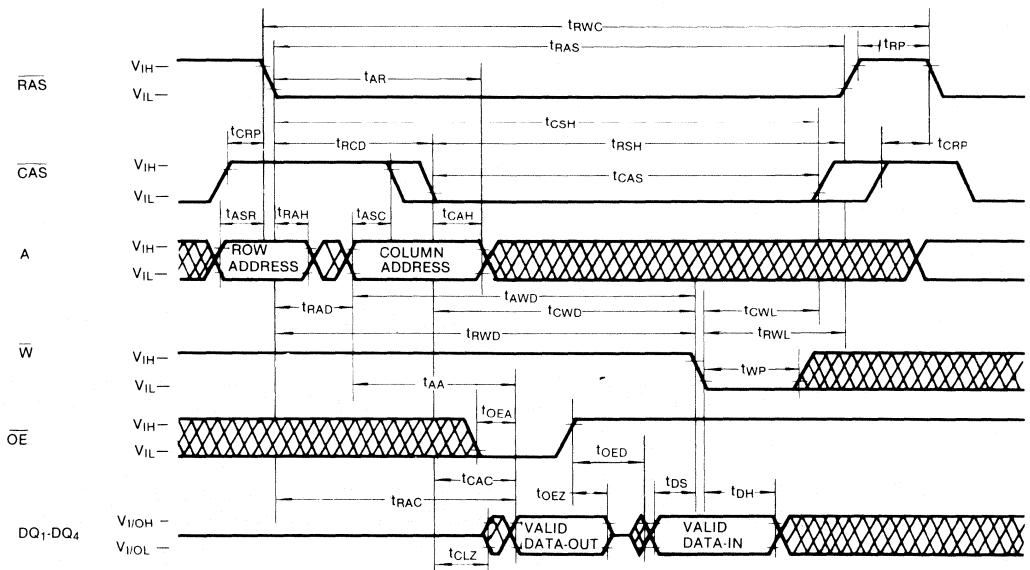 tRWC
tRAS
tRP
tAR
RAS
VIH
VIL
tCSH
tCRP
tRCD
tRSH
tCRP
CAS
VIH
VIL
tCAS
tASR
tRAH
tASC
tCAH
A
VIH
VIL
ROW ADDRESS
COLUMN ADDRESS
tRAD
tAWD
tCWD
tCWL
tRWD
tRWL
W
VIH
VIL
tWP
tAA
tOEA
OE
VIH
VIL
tOED
tCAC
tRAC
tOEZ
tDS
tDH
DQ1-DQ4
VI/OH
VI/OL
VALID DATA-OUT
VALID DATA-IN
tCLZ